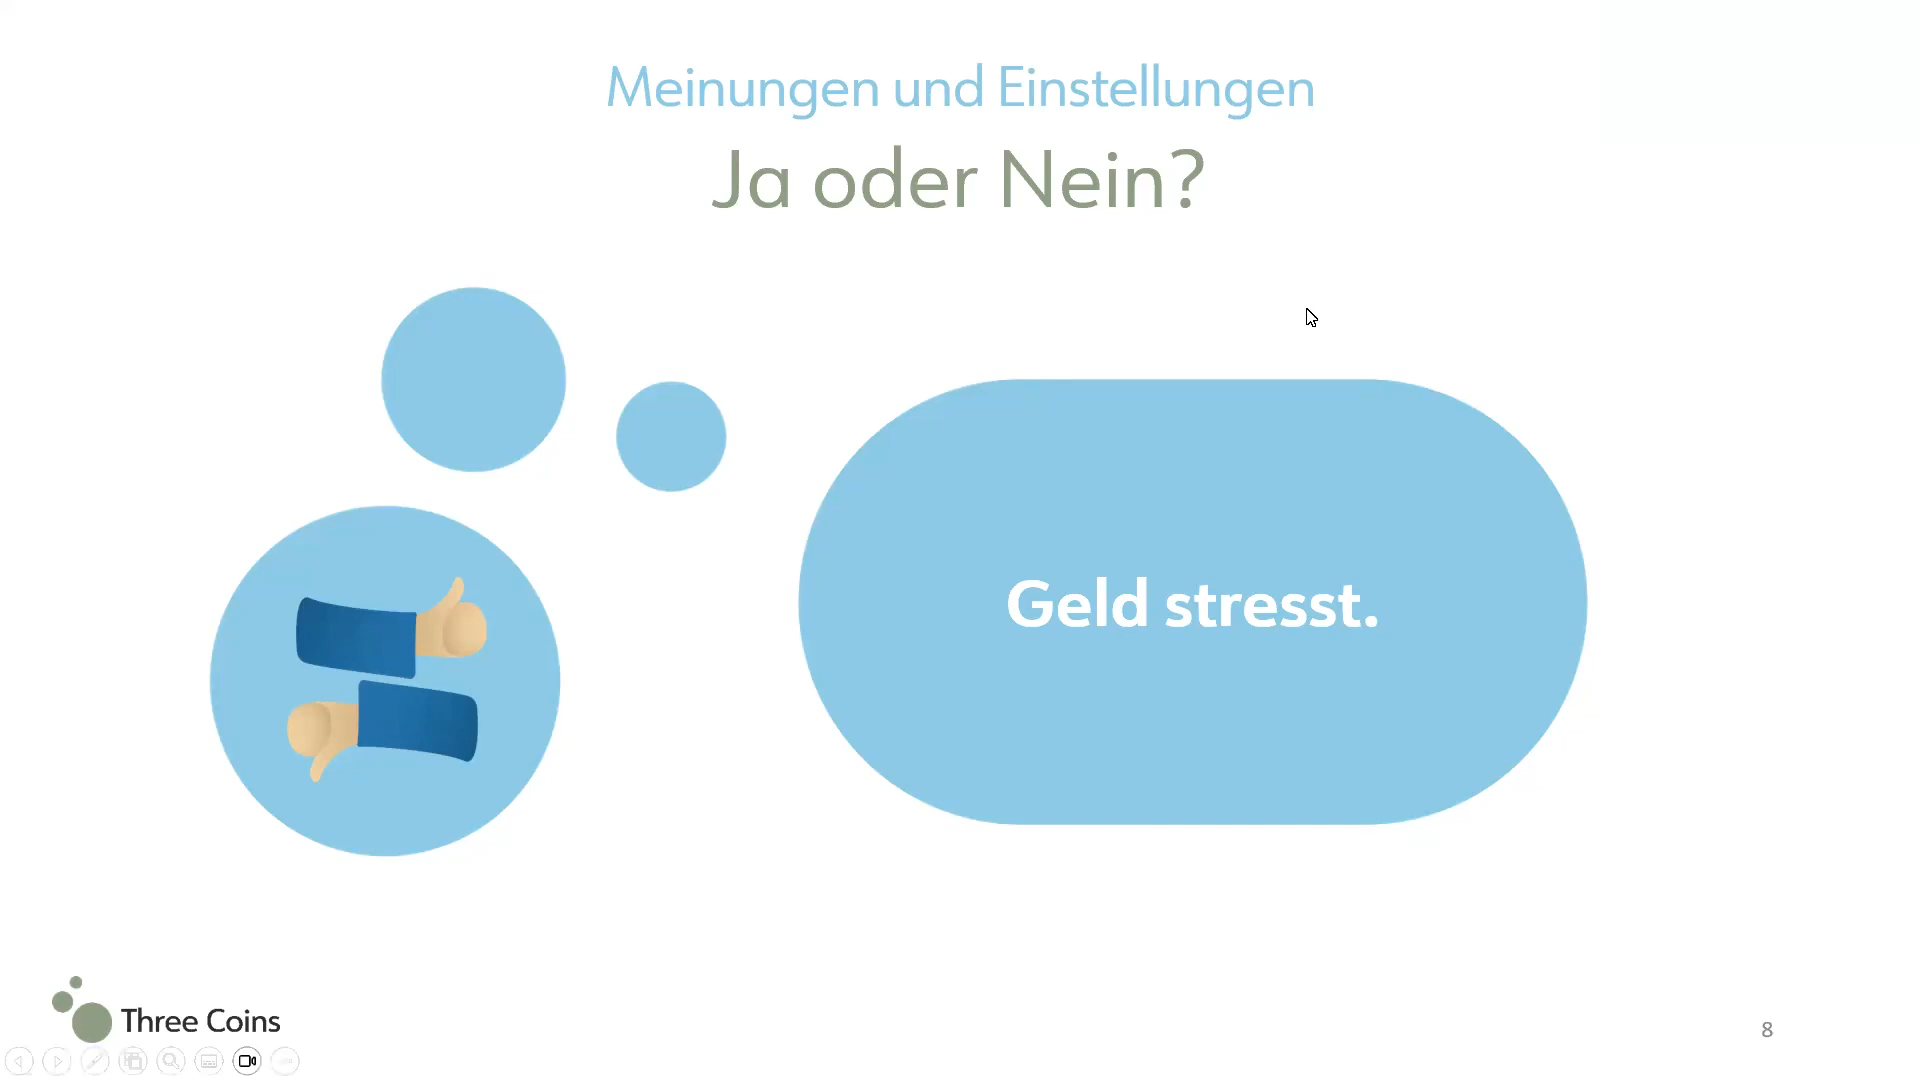 Meinungen und Einstellungen
Ja oder Nein?
Geld stresst.
Three Coins
8